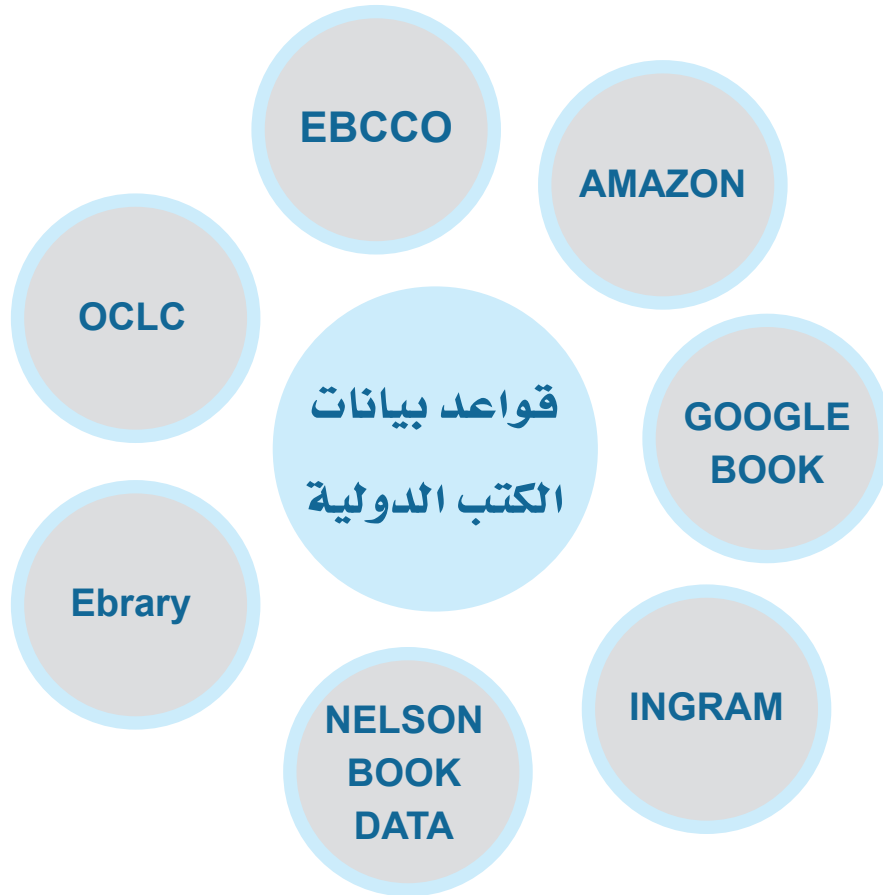 EBCCO
AMAZON
OCLC
قواعد بيانات
الكتب الدولية
GOOGLE
BOOK
Ebrary
INGRAM
NELSON
BOOK
DATA